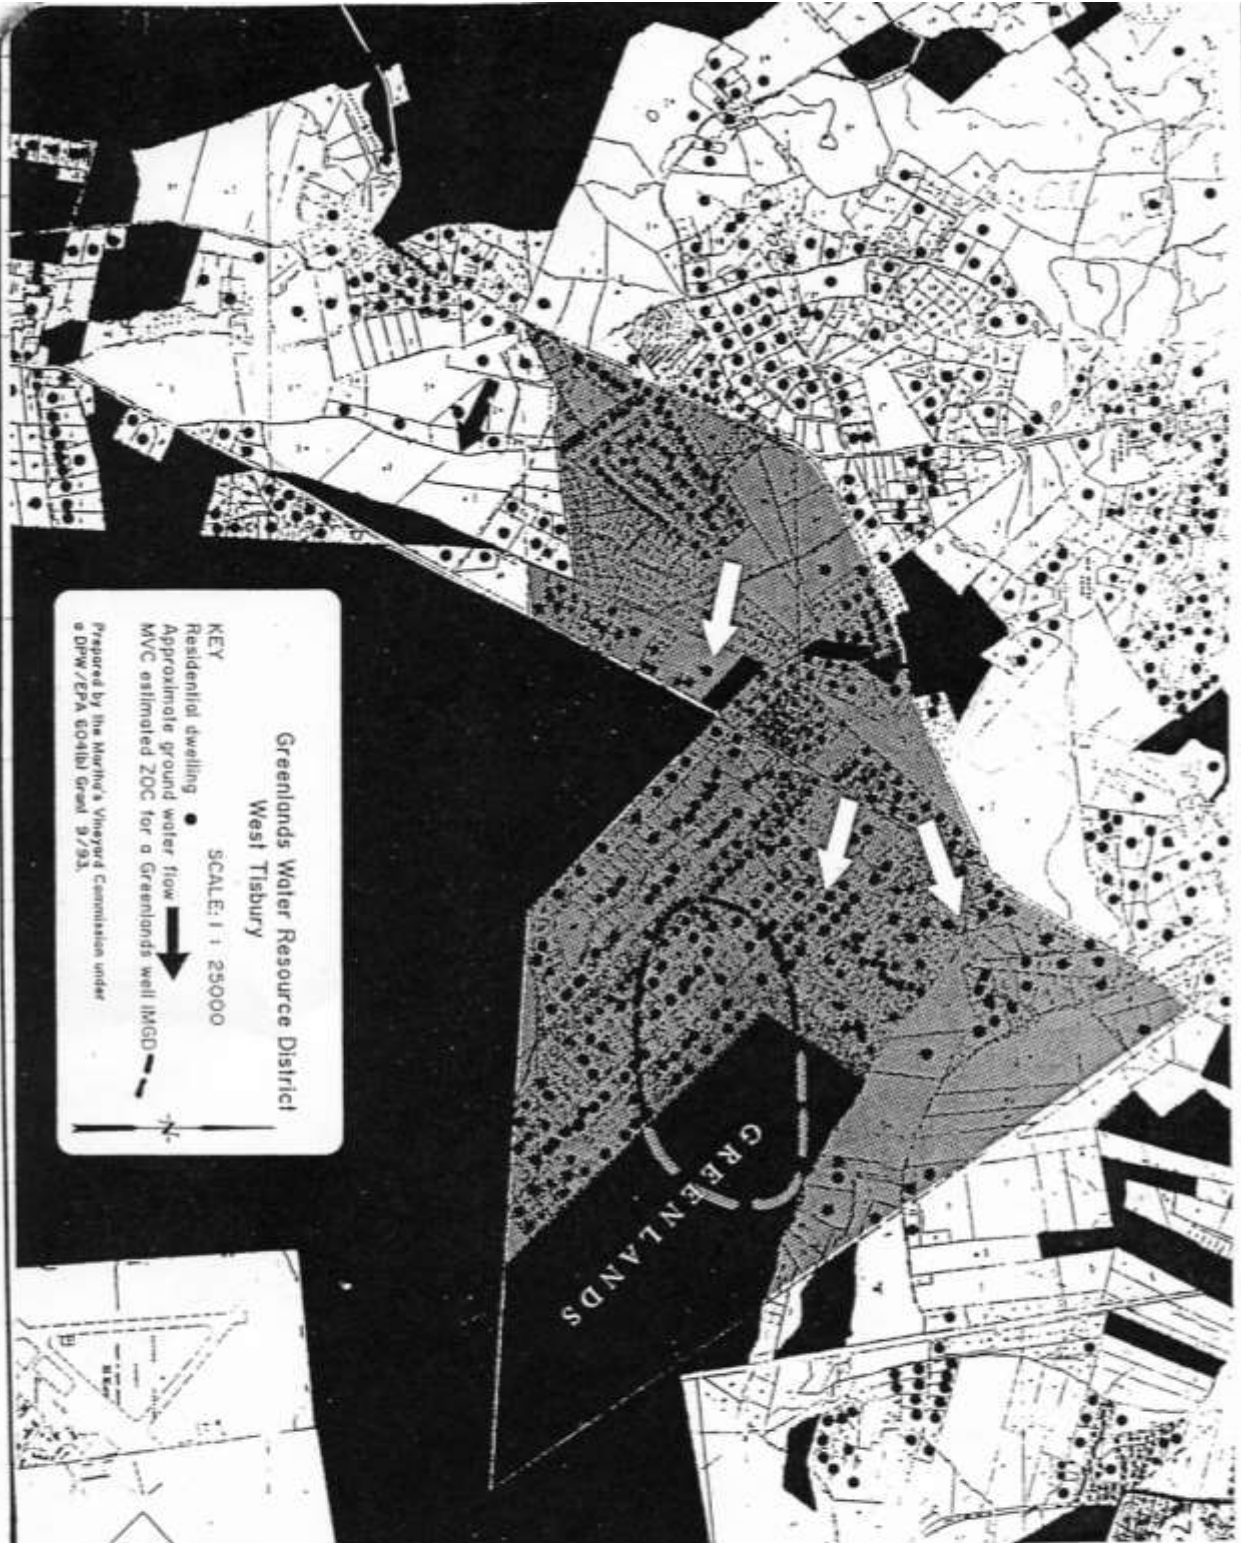 Greenlands Water Resource District
West Tisbury
SCALE: 1 : 25000
KEY
Residential dwelling
Approximate ground water flow
MVC estimated ZOC for a Greenlands well 1MGD
Prepared by the Martha's Vineyard Commission under
a DPW/EPA 604(b) Grant 9/93.
N
GREENLANDS